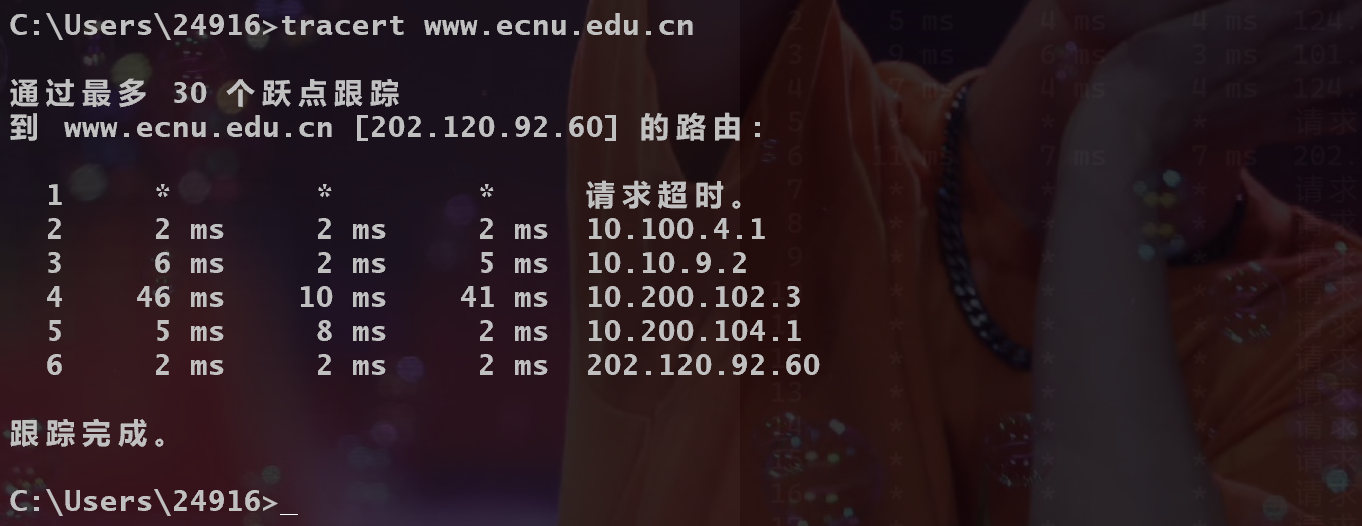 C:\Users\24916>tracert www.ecnu.edu.cn
通过最多 30 个跃点跟踪
到 www.ecnu.edu.cn [202.120.92.60] 的路由:
1 * * * 请求超时。
2 2 ms 2 ms 2 ms 10.100.4.1
3 6 ms 2 ms 5 ms 10.10.9.2
4 46 ms 10 ms 41 ms 10.200.102.3
5 5 ms 8 ms 2 ms 10.200.104.1
6 2 ms 2 ms 2 ms 202.120.92.60
跟踪完成。
C:\Users\24916>_